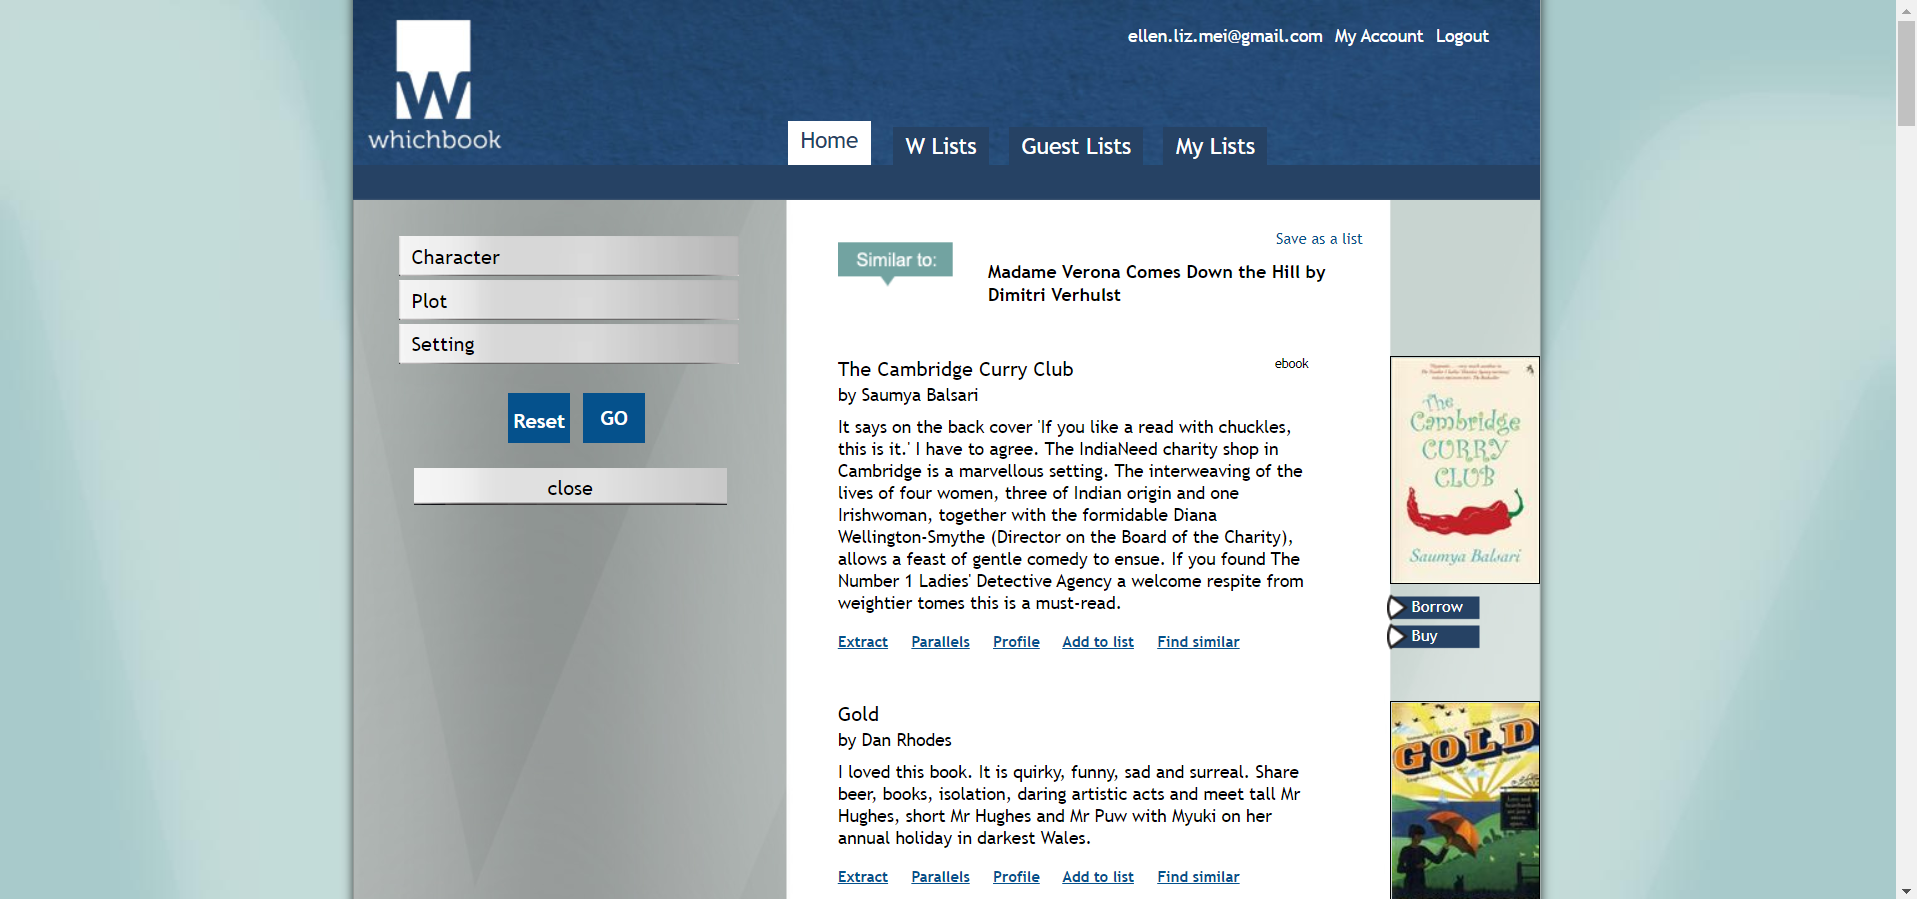 W
whichbook
ellen.liz.mei@gmail.com My Account Logout
Home W Lists Guest Lists My Lists
Character
Plot
Setting
Reset GO
close
Save as a list
Similar to:
Madame Verona Comes Down the Hill by
Dimitri Verhulst
The Cambridge Curry Club
ebook
by Saumya Balsari
It says on the back cover 'If you like a read with chuckles,
this is it.' I have to agree. The IndiaNeed charity shop in
Cambridge is a marvellous setting. The interweaving of the
lives of four women, three of Indian origin and one
Irishwoman, together with the formidable Diana
Wellington-Smythe (Director on the Board of the Charity),
allows a feast of gentle comedy to ensue. If you found The
Number 1 Ladies' Detective Agency a welcome respite from
weightier tomes this is a must-read.
Extract Parallels Profile Add to list Find similar
The
Cambridge
CURRY
CLUB
Saumya Balsari
Borrow
Buy
Gold
by Dan Rhodes
I loved this book. It is quirky, funny, sad and surreal. Share
beer, books, isolation, daring artistic acts and meet tall Mr
Hughes, short Mr Hughes and Mr Puw with Myuki on her
annual holiday in darkest Wales.
Extract Parallels Profile Add to list Find similar
GOLD